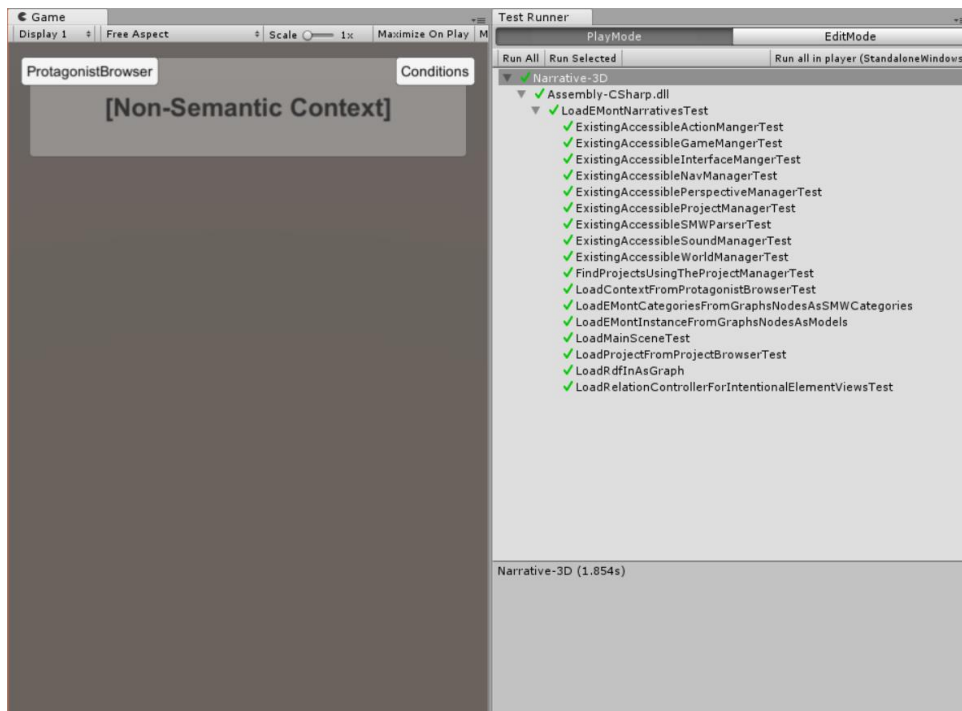 Game
Display 1 Free Aspect Scale 1x Maximize On Play M
ProtagonistBrowser Conditions
[Non-Semantic Context]
Test Runner
PlayMode EditMode
Run All Run Selected Run all in player (StandaloneWindows
Narrative-3D
Assembly-CSharp.dll
LoadEMontNarrativesTest
ExistingAccessibleActionMangerTest
ExistingAccessibleGameMangerTest
ExistingAccessibleInterfaceMangerTest
ExistingAccessibleNavManagerTest
ExistingAccessiblePerspectiveManagerTest
ExistingAccessibleProjectManagerTest
ExistingAccessibleSMWParserTest
ExistingAccessibleSoundManagerTest
ExistingAccessibleWorldManagerTest
FindProjectsUsingTheProjectManagerTest
LoadContextFromProtagonistBrowserTest
LoadEMontCategoriesFromGraphsNodesAsSMWCategories
LoadEMontInstanceFromGraphsNodesAsModels
LoadMainSceneTest
LoadProjectFromProjectBrowserTest
LoadRdfInAsGraph
LoadRelationControllerForIntentionalElementViewsTest
Narrative-3D (1.854s)